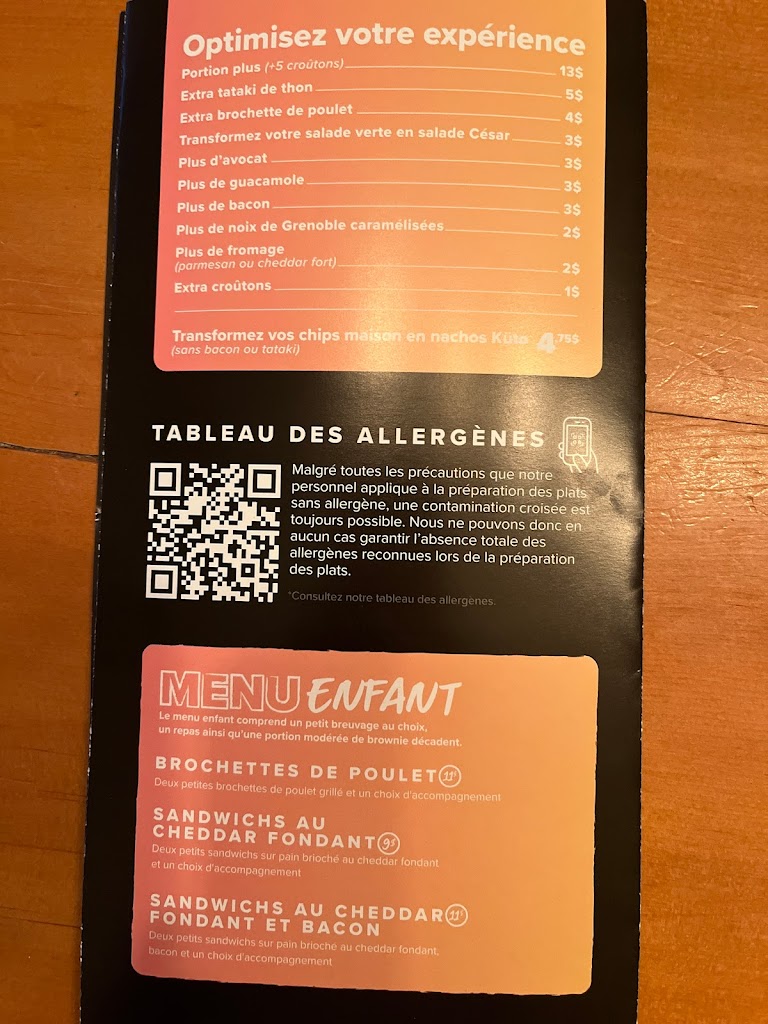 Optimisez votre expérience
Portion plus (+5 croûtons) 13$
Extra tataki de thon 5$
Extra brochette de poulet 4$
Transformez votre salade verte en salade César 3$
Plus d'avocat 3$
Plus de guacamole 3$
Plus de bacon 3$
Plus de noix de Grenoble caramélisées 2$
Plus de fromage
(parmesan ou cheddar fort) 2$
Extra croûtons 1$
Transformez vos chips maison en nachos Küto 4,75$
(sans bacon ou tataki)
TABLEAU DES ALLERGÈNES
Malgré toutes les précautions que notre
personnel applique à la préparation des plats
sans allergène, une contamination croisée est
toujours possible. Nous ne pouvons donc en
aucun cas garantir l'absence totale des
allergènes reconnues lors de la préparation
des plats.
*Consultez notre tableau des allergènes.
MENU ENFANT
Le menu enfant comprend un petit breuvage au choix,
un repas ainsi qu'une portion modérée de brownie décadent.
BROCHETTES DE POULET 11$
Deux petites brochettes de poulet grillé et un choix d'accompagnement
SANDWICHS AU
CHEDDAR FONDANT 9$
Deux petits sandwichs sur pain brioché au cheddar fondant
et un choix d'accompagnement
SANDWICHS AU CHEDDAR 11$
FONDANT ET BACON
Deux petits sandwichs sur pain brioché au cheddar fondant,
bacon et un choix d'accompagnement